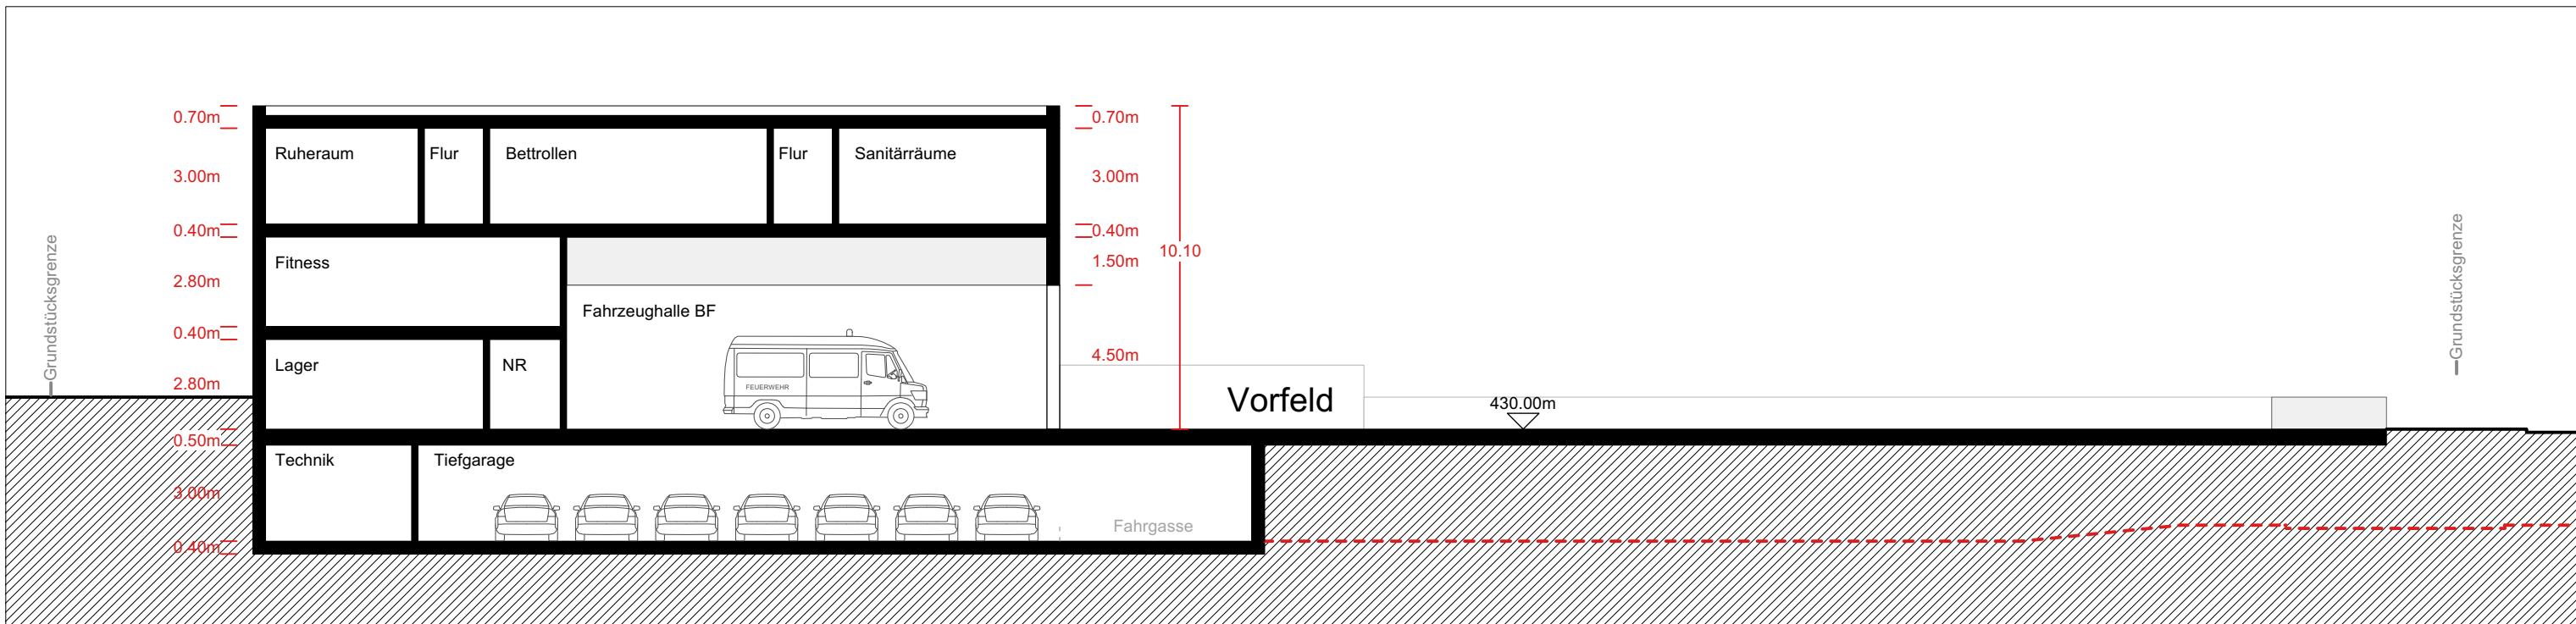 0.70m
0.70m
Ruheraum
Flur
Bettrollen
Flur
Sanitärräume
3.00m
3.00m
0.40m
0.40m
10.10
1.50m
Fitness
2.80m
Fahrzeughalle BF
0.40m
4.50m
Lager
NR
2.80m
FEUERWEHR
Vorfeld
430.00m
Grundstücksgrenze
Grundstücksgrenze
0.50m
Technik
Tiefgarage
3.00m
Fahrgasse
0.40m